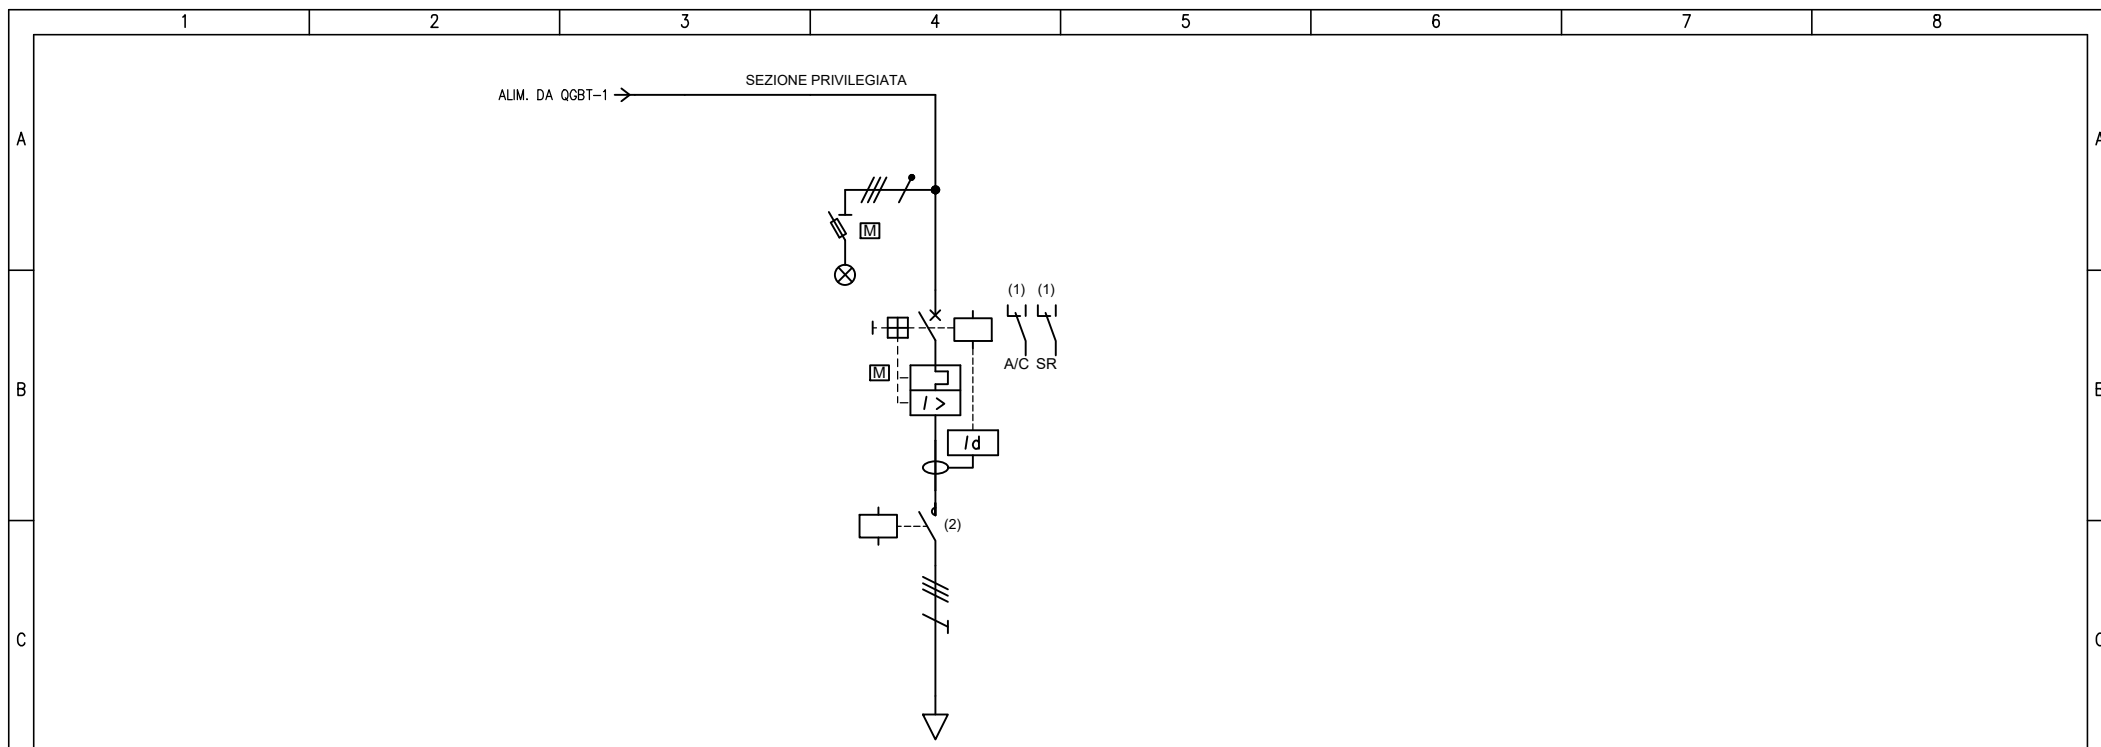 1 2 3 4 5 6 7 8
SEZIONE PRIVILEGIATA
ALIM. DA QGBT-1
A A
M
(1) (1)
A/C SR
M
B B
I >
Id
(2)
C C